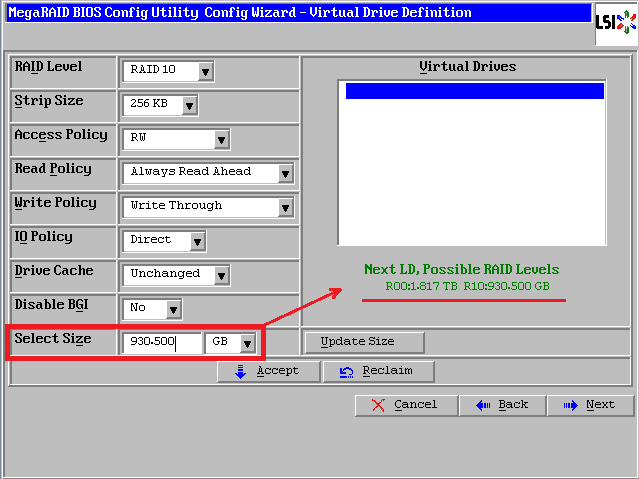 MegaRAID BIOS Config Utility Config Wizard - Virtual Drive Definition
LSI
RAID Level
RAID 10
Strip Size
256 KB
Access Policy
RW
Read Policy
Always Read Ahead
Write Policy
Write Through
IO Policy
Direct
Drive Cache
Unchanged
Disable BGI
No
Select Size
930.500
GB
Virtual Drives
Next LD, Possible RAID Levels
R00:1.817 TB R10:930.500 GB
Update Size
Accept
Reclaim
Cancel
Back
Next